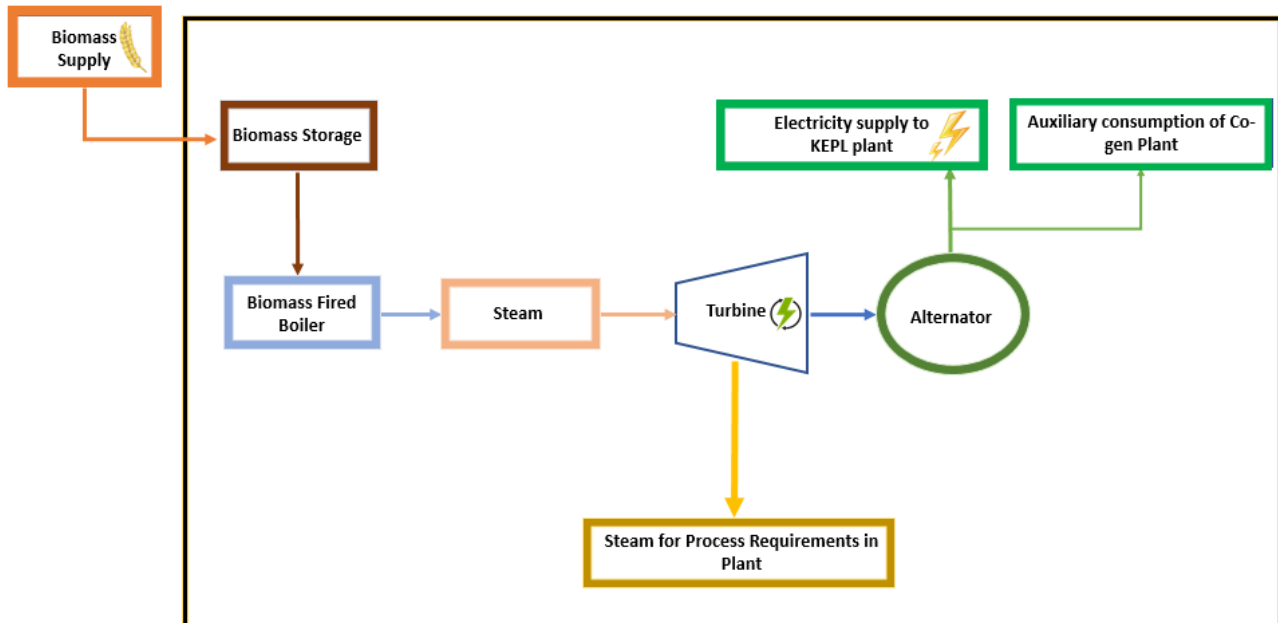 Biomass
Supply
Biomass Storage
Electricity supply to
KEPL plant
Auxiliary consumption of Co-
gen Plant
Biomass Fired
Boiler
Steam
Turbine
Alternator
Steam for Process Requirements in
Plant